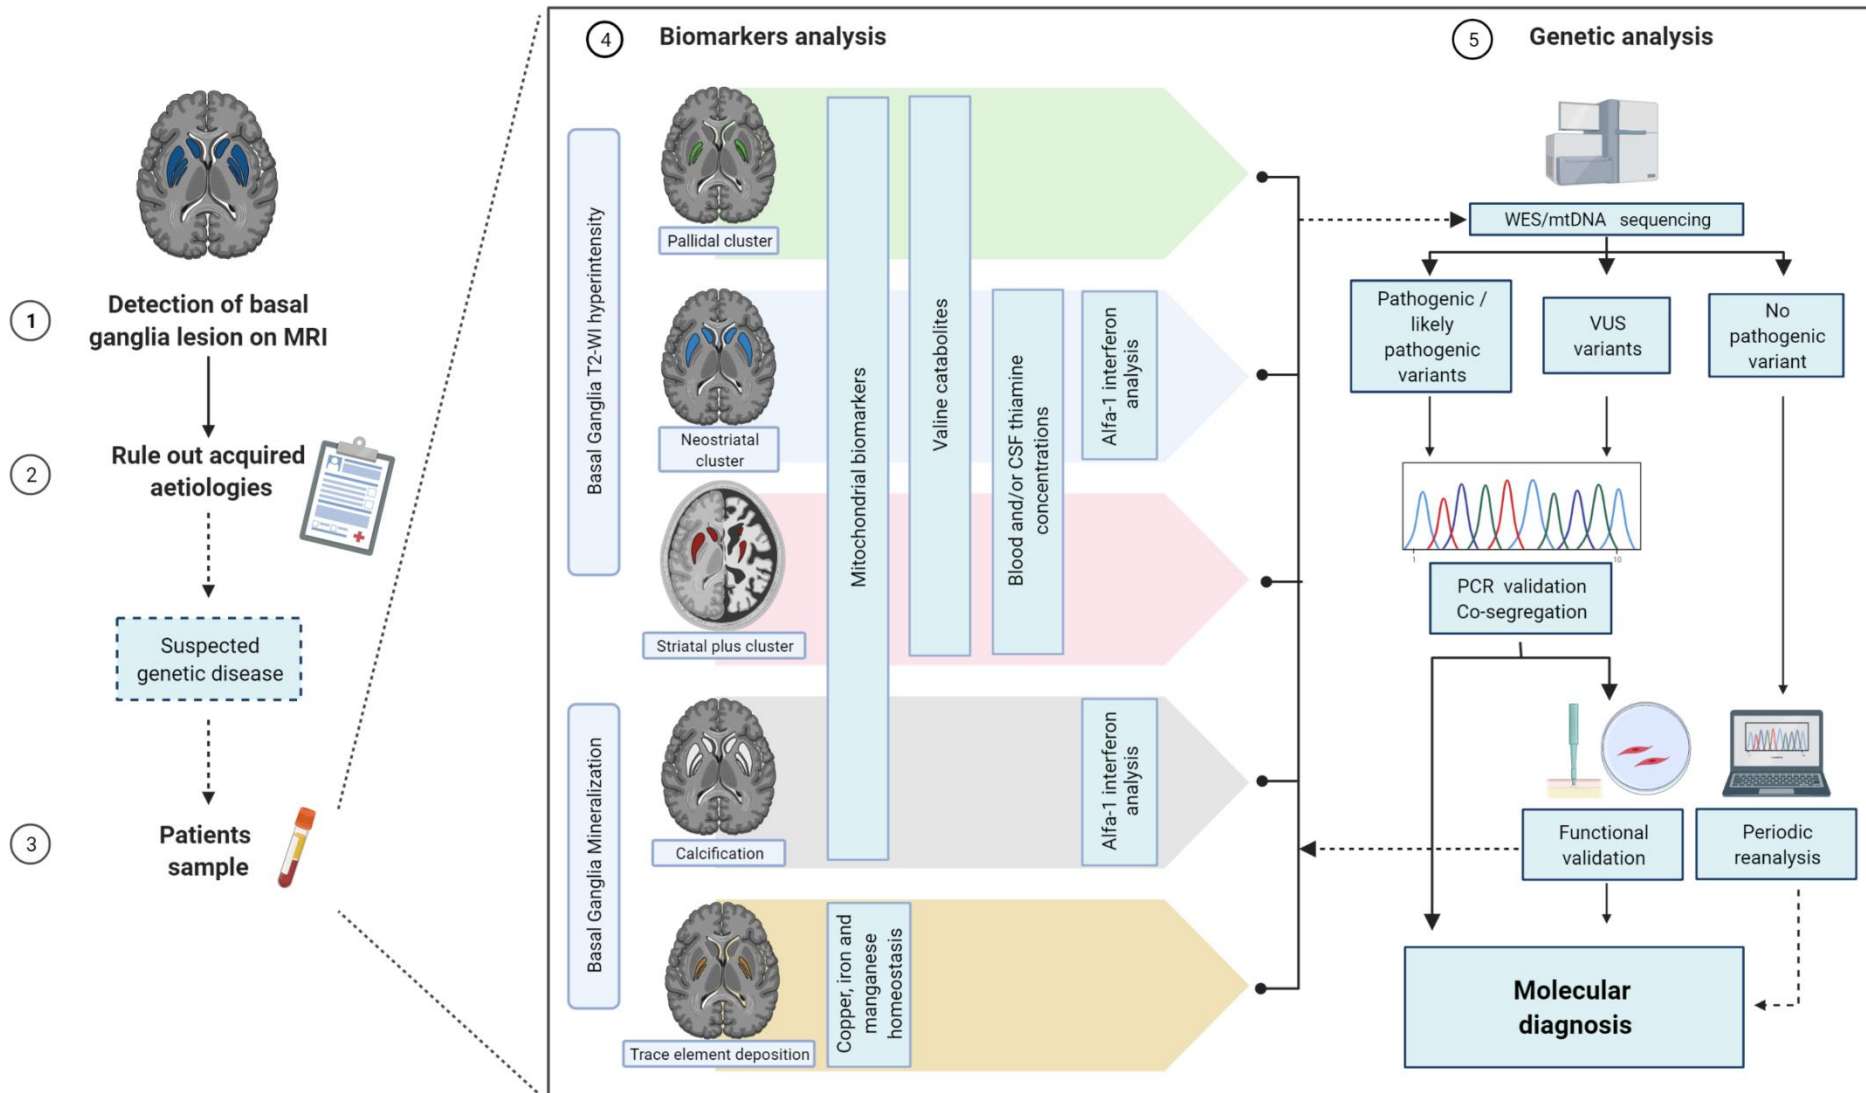 1
Detection of basal
ganglia lesion on MRI
2
Rule out acquired
aetiologies
Suspected
genetic disease
3
Patients
sample
4
Biomarkers analysis
Basal Ganglia T2-WI hyperintensity
Pallidal cluster
Neostriatal
cluster
Striatal plus cluster
Basal Ganglia Mineralization
Calcification
Trace element deposition
Mitochondrial biomarkers
Valine catabolites
Blood and/or CSF thiamine
concentrations
Alfa-1 interferon
analysis
Alfa-1 interferon
analysis
Copper, iron and
manganese
homeostasis
5
Genetic analysis
WES/mtDNA sequencing
Pathogenic /
likely
pathogenic
variants
VUS
variants
No
pathogenic
variant
1
10
PCR validation
Co-segregation
Functional
validation
Periodic
reanalysis
Molecular
diagnosis